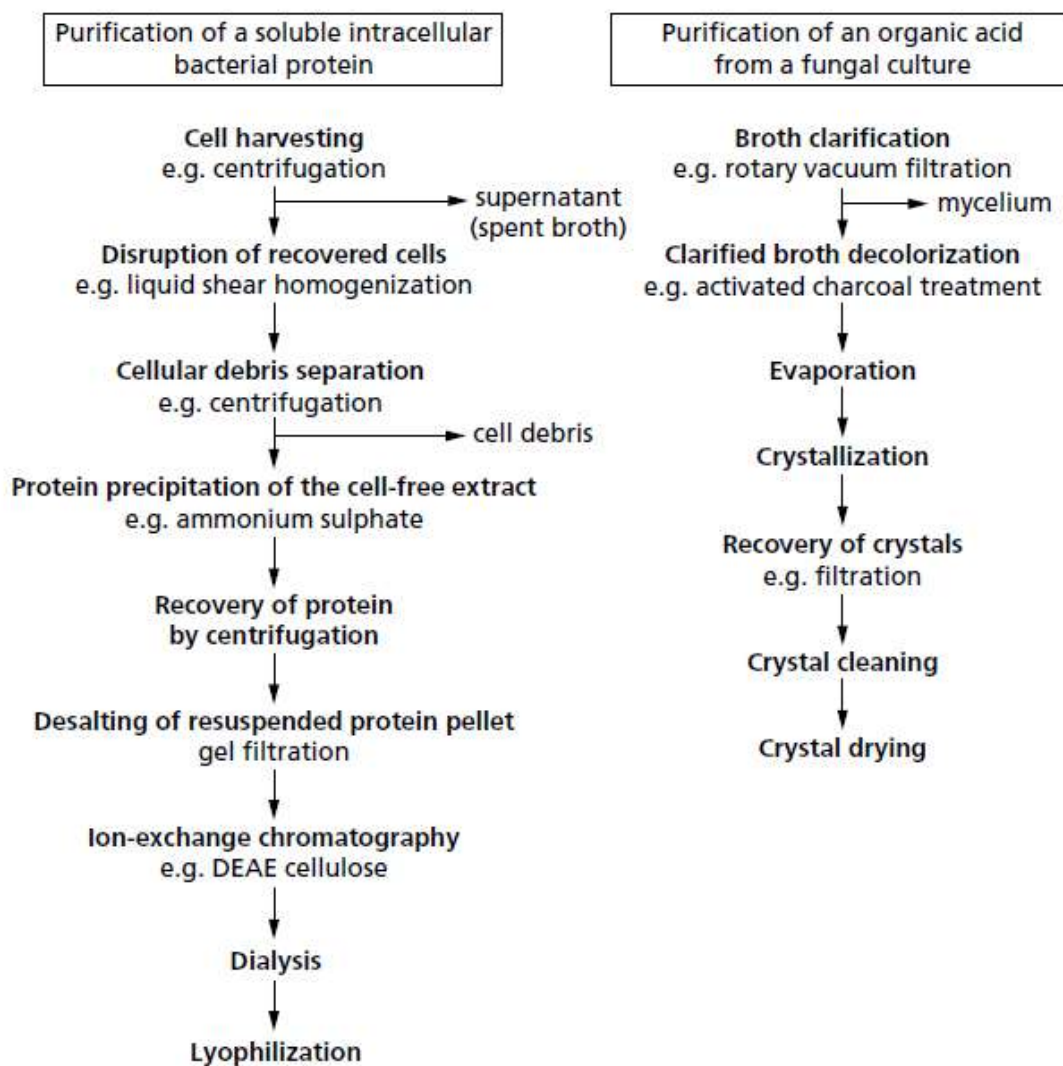 Purification of a soluble intracellular
bacterial protein
Cell harvesting
e.g. centrifugation
supernatant
(spent broth)
Disruption of recovered cells
e.g. liquid shear homogenization
Cellular debris separation
e.g. centrifugation
cell debris
Protein precipitation of the cell-free extract
e.g. ammonium sulphate
Recovery of protein
by centrifugation
Desalting of resuspended protein pellet
gel filtration
Ion-exchange chromatography
e.g. DEAE cellulose
Dialysis
Lyophilization
Purification of an organic acid
from a fungal culture
Broth clarification
e.g. rotary vacuum filtration
mycelium
Clarified broth decolorization
e.g. activated charcoal treatment
Evaporation
Crystallization
Recovery of crystals
e.g. filtration
Crystal cleaning
Crystal drying